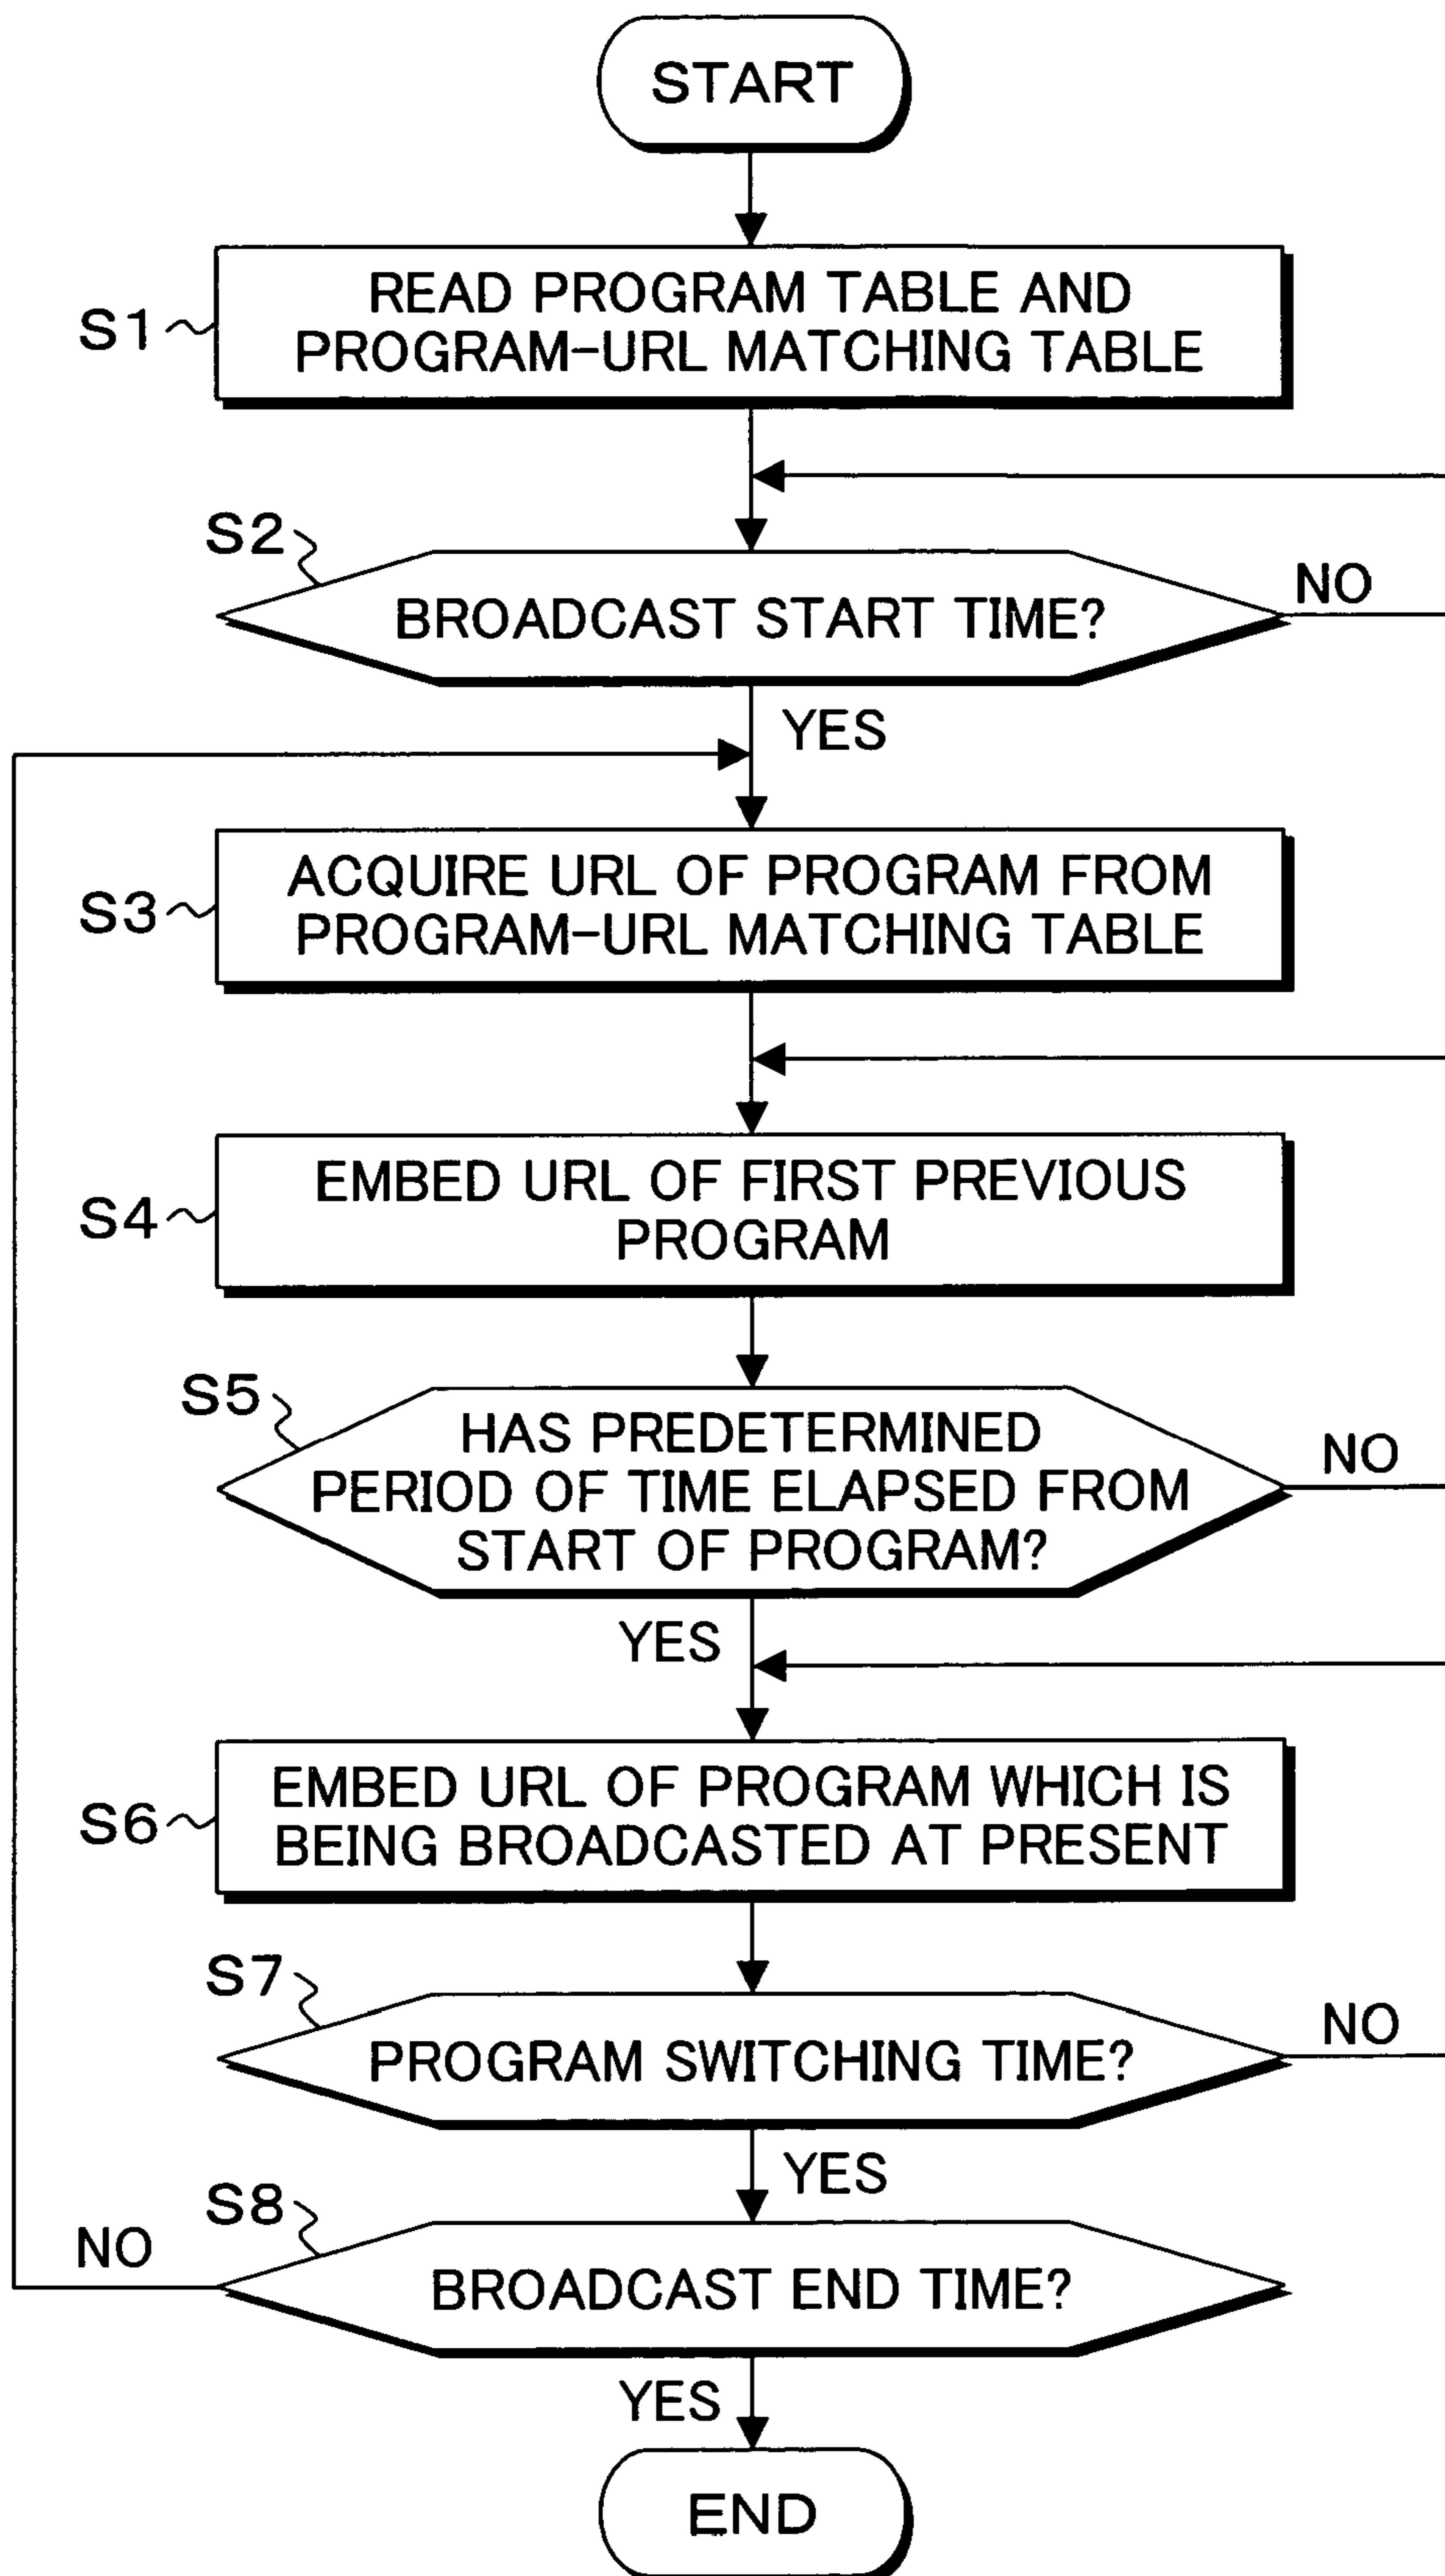 START
S1
READ PROGRAM TABLE AND
PROGRAM-URL MATCHING TABLE
S2
BROADCAST START TIME?
NO
YES
S3
ACQUIRE URL OF PROGRAM FROM
PROGRAM-URL MATCHING TABLE
S4
EMBED URL OF FIRST PREVIOUS
PROGRAM
S5
HAS PREDETERMINED
PERIOD OF TIME ELAPSED FROM
START OF PROGRAM?
NO
YES
S6
EMBED URL OF PROGRAM WHICH IS
BEING BROADCASTED AT PRESENT
S7
PROGRAM SWITCHING TIME?
NO
YES
S8
NO
BROADCAST END TIME?
YES
END